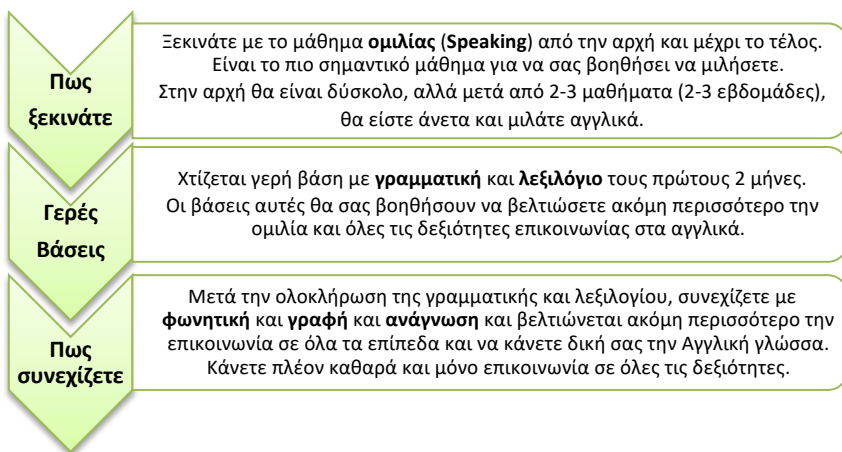 Πως
ξεκινάτε
Ξεκινάτε με το μάθημα ομιλίας (Speaking) από την αρχή και μέχρι το τέλος.
Είναι το πιο σημαντικό μάθημα για να σας βοηθήσει να μιλήσετε.
Στην αρχή θα είναι δύσκολο, αλλά μετά από 2-3 μαθήματα (2-3 εβδομάδες),
θα είστε άνετα και μιλάτε αγγλικά.
Γερές
Βάσεις
Χτίζεται γερή βάση με γραμματική και λεξιλόγιο τους πρώτους 2 μήνες.
Οι βάσεις αυτές θα σας βοηθήσουν να βελτιώσετε ακόμη περισσότερο την
ομιλία και όλες τις δεξιότητες επικοινωνίας στα αγγλικά.
Πως
συνεχίζετε
Μετά την ολοκλήρωση της γραμματικής και λεξιλογίου, συνεχίζετε με
φωνητική και γραφή και ανάγνωση και βελτιώνεται ακόμη περισσότερο την
επικοινωνία σε όλα τα επίπεδα και να κάνετε δική σας την Αγγλική γλώσσα.
Κάνετε πλέον καθαρά και μόνο επικοινωνία σε όλες τις δεξιότητες.